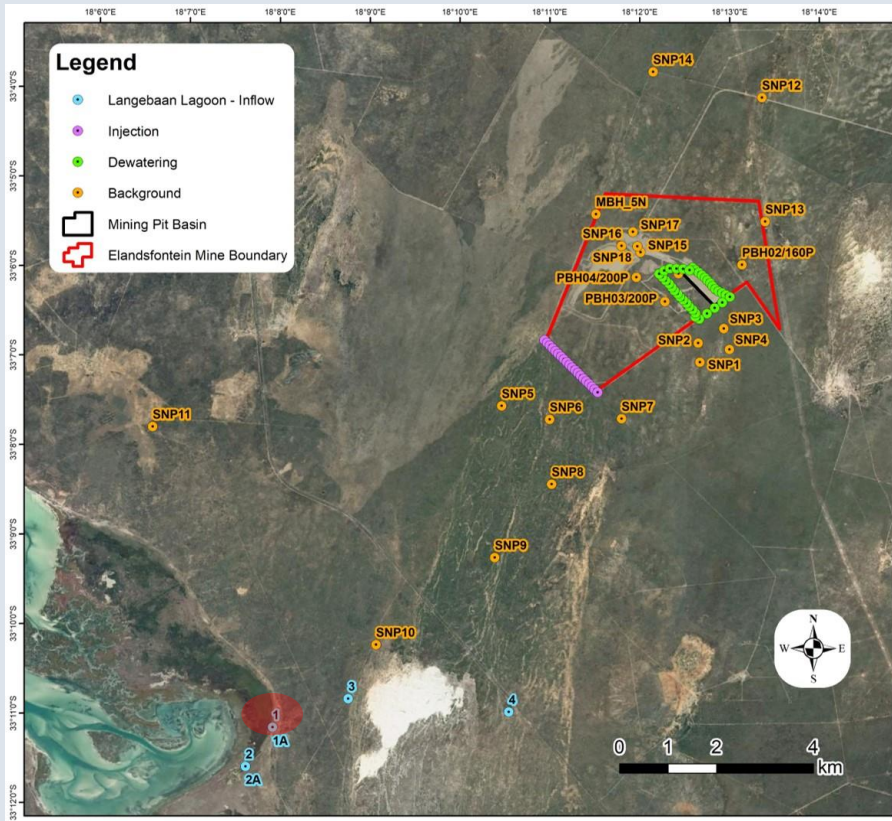 18°6'0"E 18°7'0"E 18°8'0"E 18°9'0"E 18°10'0"E 18°11'0"E 18°12'0"E 18°13'0"E 18°14'0"E
33°4'0"S
33°5'0"S
33°6'0"S
33°7'0"S
33°8'0"S
33°9'0"S
33°10'0"S
33°11'0"S
33°12'0"S
Legend
Langebaan Lagoon - Inflow
Injection
Dewatering
Background
Mining Pit Basin
Elandsfontein Mine Boundary
SNP14
SNP12
MBH_5N
SNP13
SNP17
SNP16
SNP15
SNP18
PBH02/160P
PBH04/200P
PBH03/200P
SNP3
SNP2
SNP4
SNP1
SNP5
SNP6
SNP7
SNP11
SNP8
SNP9
SNP10
3
4
1
1A
2
2A
N
W E
S
0 1 2 4
km